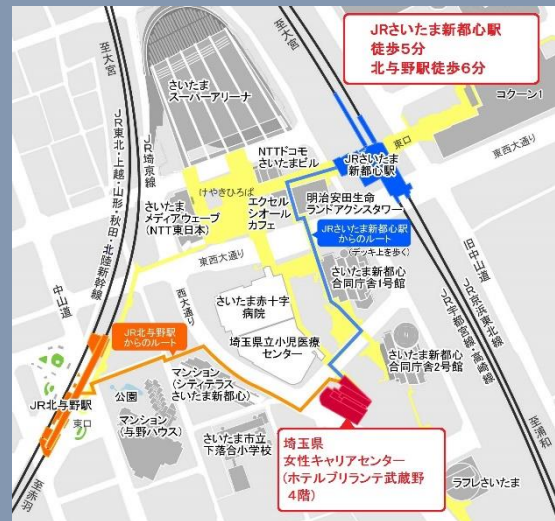 JRさいたま新都心駅
徒歩5分
北与野駅徒歩6分
至大宮
至大宮
JR東北・上越・山形・秋田・北陸新幹線
JR埼京線
さいたま
スーパーアリーナ
コクーン1
NTTドコモ
さいたまビル
東口
JRさいたま
新都心駅
東西大通り
けやきひろば
さいたま
メディアウェーブ
(NTT東日本)
エクセル
シオール
カフェ
明治安田生命
ランドアクシスタワー
JRさいたま新都心駅
からのルート
(デッキ上を歩く)
旧中山道
中山道
東西大通り
西大通り
さいたま新都心
合同庁舎1号館
さいたま赤十字
病院
埼玉県立小児医療
センター
JR京浜東北線
JR宇都宮線・高崎線
JR北与野駅
からのルート
さいたま新都心
合同庁舎2号館
JR北与野駅
東口
公園
マンション
(シティテラス
さいたま新都心)
マンション
(与野ハウス)
さいたま市立
下落合小学校
埼玉県
女性キャリアセンター
(ホテルブリランテ武蔵野
4階)
至浦和
ラフレさいたま
至赤羽